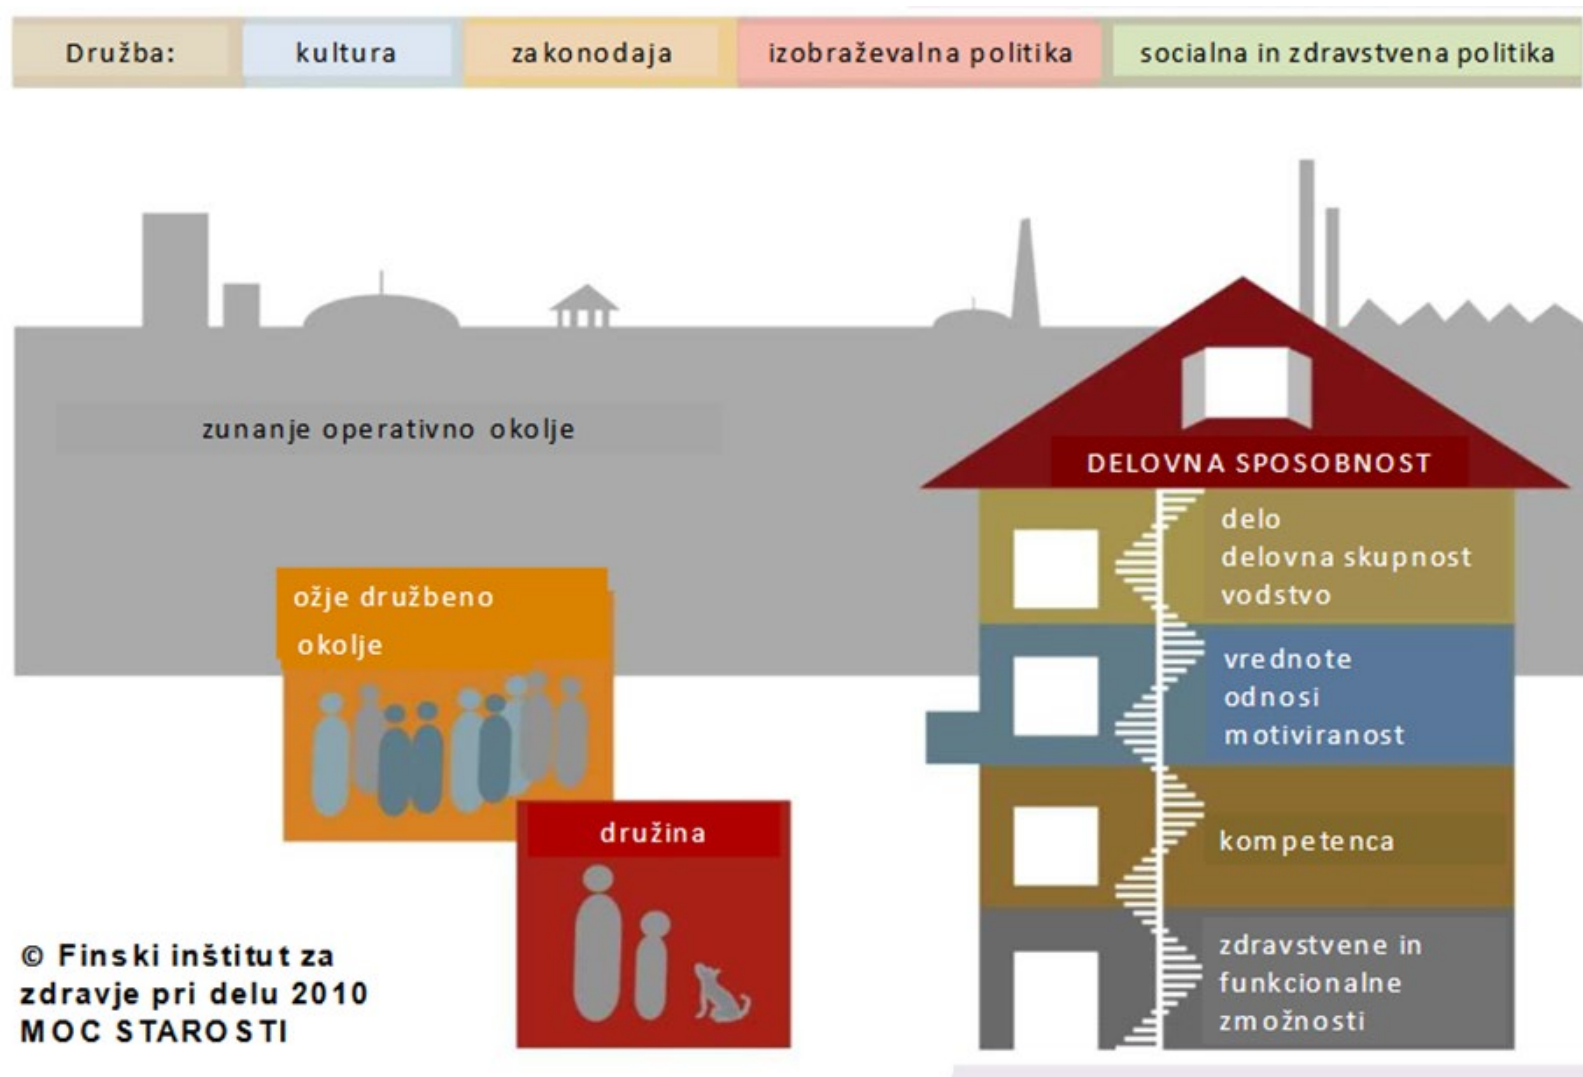 Družba:
kultura
zakonodaja
izobraževalna politika
socialna in zdravstvena politika
zunanje operativno okolje
DELOVNA SPOSOBNOST
delo
delovna skupnost
vodstvo
ožje družbeno
okolje
vrednote
odnosi
motiviranost
družina
kompetenca
© Finski inštitut za
zdravje pri delu 2010
MOC STAROSTI
zdravstvene in
funkcionalne
zmožnosti